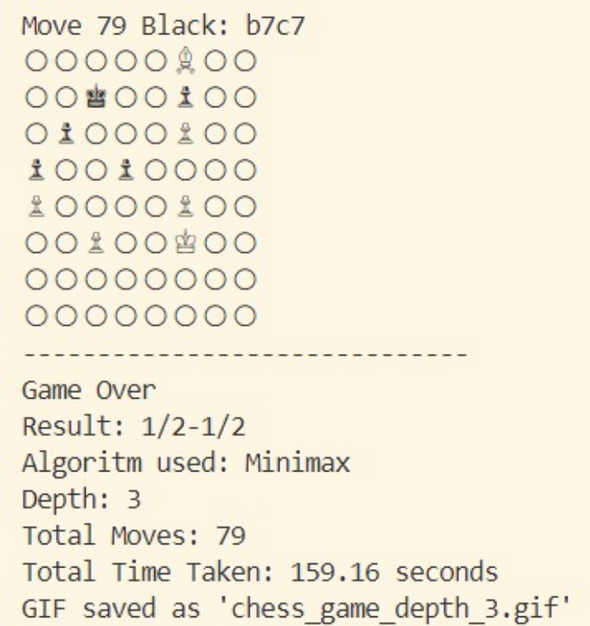 Move 79 Black: b7c7
○○○○○♗○○
○○♚○○♟○○
○♟○○○♙○○
♟○○♟○○○○
♙○○○○♙○○
○○♙○○♔○○
○○○○○○○○
○○○○○○○○
-------------------------------
Game Over
Result: 1/2-1/2
Algoritm used: Minimax
Depth: 3
Total Moves: 79
Total Time Taken: 159.16 seconds
GIF saved as 'chess_game_depth_3.gif'